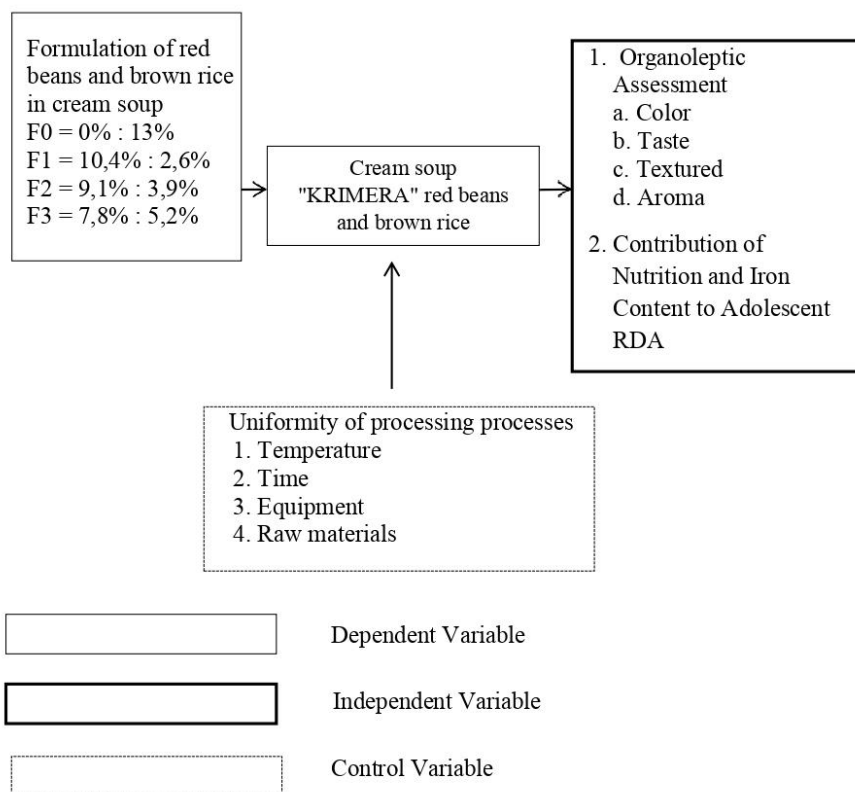 Formulation of red
beans and brown rice
in cream soup
F0 = 0% : 13%
F1 = 10,4% : 2,6%
F2 = 9,1% : 3,9%
F3 = 7,8% : 5,2%
Cream soup
"KRIMERA" red beans
and brown rice
1. Organoleptic
Assessment
a. Color
b. Taste
c. Textured
d. Aroma
2. Contribution of
Nutrition and Iron
Content to Adolescent
RDA
Uniformity of processing processes
1. Temperature
2. Time
3. Equipment
4. Raw materials
Dependent Variable
Independent Variable
Control Variable